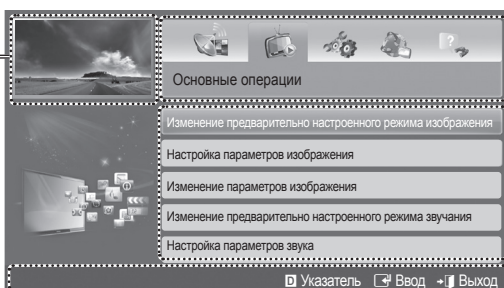 Основные операции
Изменение предварительно настроенного режима изображения
Настройка параметров изображения
Изменение параметров изображения
Изменение предварительно настроенного режима звучания
Настройка параметров звука
D Указатель Ввод Выход